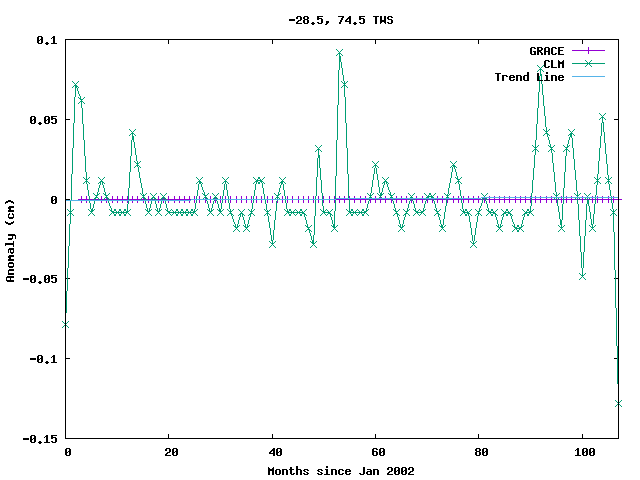 -28.5, 74.5 TWS
GRACE
CLM
Trend Line
0.1
0.05
0
-0.05
-0.1
-0.15
Anomaly (cm)
0 20 40 60 80 100
Months since Jan 2002